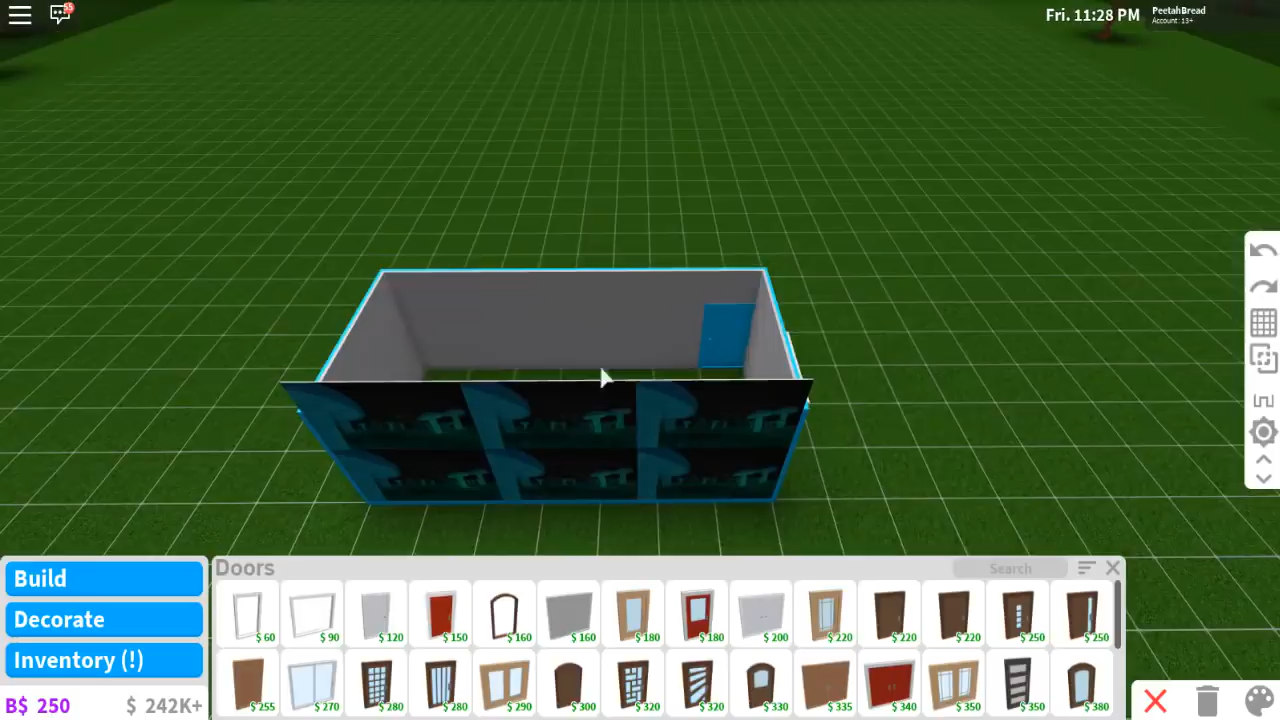 55
Fri. 11:28 PM
PeetahBread
Account: 13+
Build
Decorate
Inventory (!)
B$ 250
$ 242K+
Doors
Search
$ 60
$ 90
$ 120
$ 150
$ 160
$ 160
$ 180
$ 180
$ 200
$ 220
$ 220
$ 220
$ 250
$ 250
$ 255
$ 270
$ 280
$ 280
$ 290
$ 300
$ 320
$ 320
$ 330
$ 335
$ 340
$ 350
$ 350
$ 380